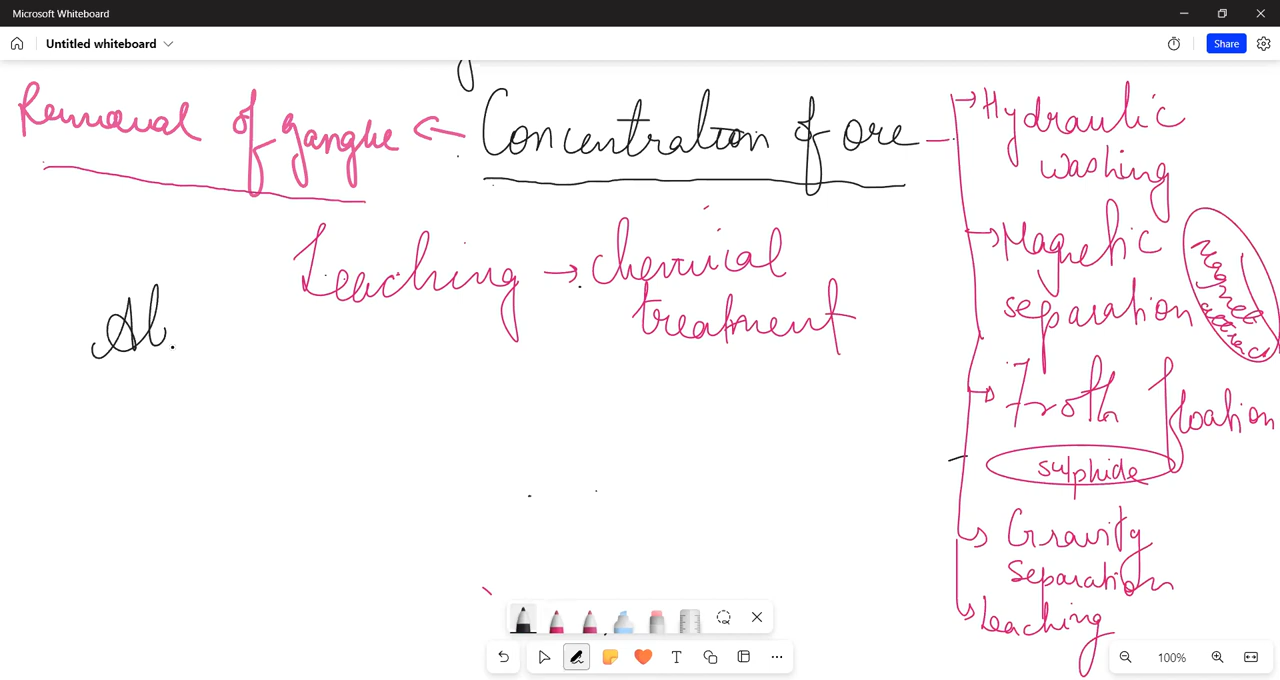 Microsoft Whiteboard
Untitled whiteboard
Share
Removal of gangue ← Concentration of ore
→ Hydraulic
washing
Leaching → chemical
treatment
→ Magnetic
separation
Magnet
Al.
→ Froth floation
sulphide
↳ Gravity
Separation
↳ Leaching
100%